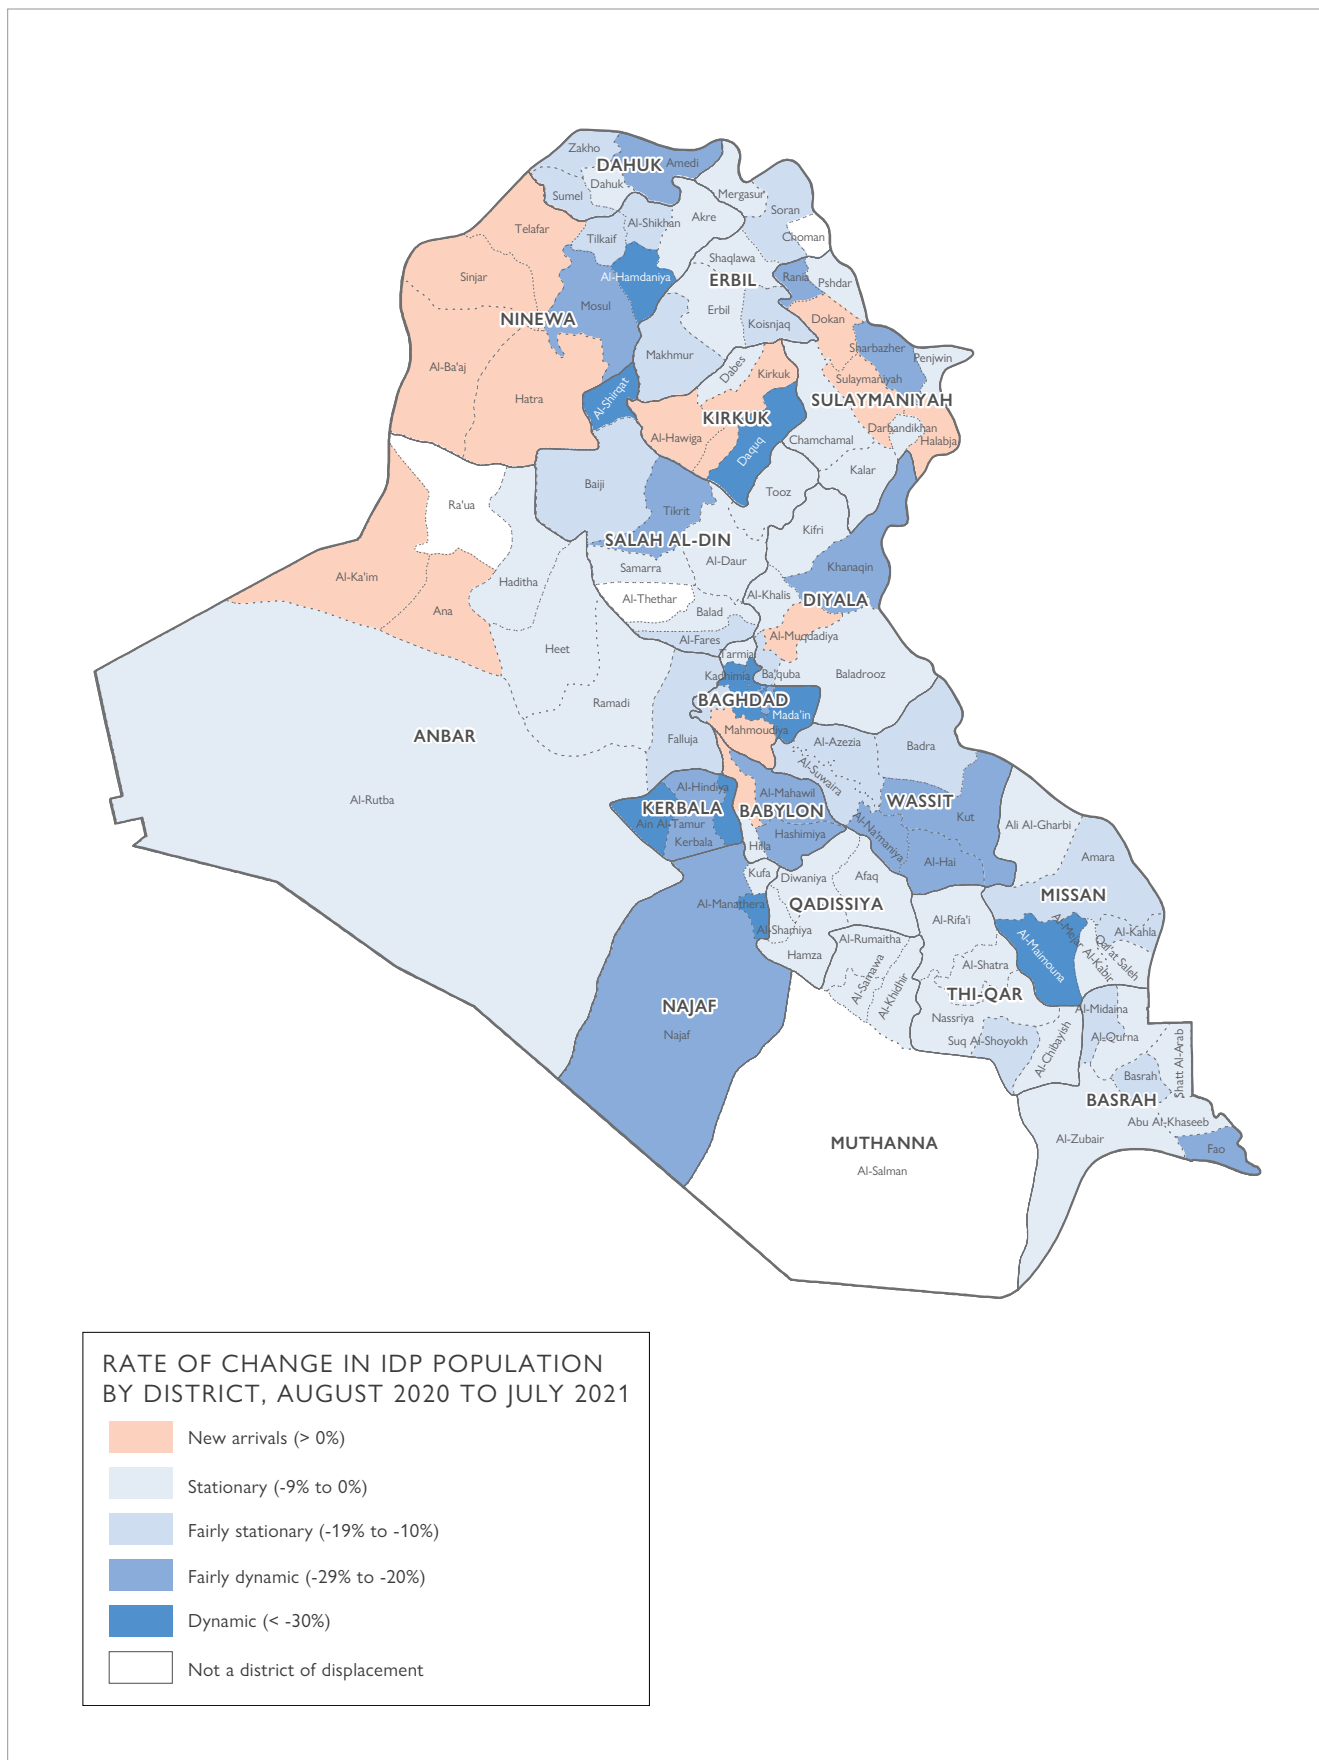 Zakho
DAHUK
Amedi
Dahuk
Sumel
Mergasur
Soran
Al-Shikhan
Akre
Telafar
Tilkaif
Choman
Shaqlawa
Sinjar
Al-Hamdaniya
ERBIL
Rania
Pshdar
Mosul
Erbil
NINEWA
Koisnjaq
Dokan
Makhmur
Sharbazher
Penjwin
Al-Ba'aj
Dabes
Kirkuk
Sulaymaniyah
Hatra
Al-Shirqat
SULAYMANIYAH
KIRKUK
Darbandikhan
Al-Hawiga
Daquq
Chamchamal
Halabja
Kalar
Baiji
Tooz
Ra'ua
Tikrit
Kifri
SALAH AL-DIN
Al-Daur
Samarra
Khanaqin
Al-Ka'im
Haditha
Al-Khalis
Al-Thethar
DIYALA
Ana
Balad
Al-Fares
Al-Muqdadiya
Heet
Tarmia
Kadhimia
Ba'quba
Baladrooz
Ramadi
BAGHDAD
Mada'in
Mahmoudiya
ANBAR
Falluja
Al-Azezia
Badra
Al-Suwaira
Al-Hindiya
Al-Mahawil
Al-Rutba
KERBALA
BABYLON
WASSIT
Kut
Ain Al-Tamur
Al-Na'maniya
Ali Al-Gharbi
Kerbala
Hashimiya
Hilla
Al-Hai
Amara
Kufa
Diwaniya
Afaq
MISSAN
Al-Manathera
QADISSIYA
Al-Rifa'i
Al-Shamiya
Al-Mejar Al-Kabir
Al-Kahla
Al-Rumaitha
Al-Maimouna
Qal'at Saleh
Hamza
Al-Shatra
Al-Samawa
Al-Khidhir
THI-QAR
NAJAF
Al-Midaina
Nassriya
Najaf
Suq Al-Shoyokh
Al-Chibayish
Al-Qurna
Shatt Al-Arab
Basrah
BASRAH
Abu Al-Khaseeb
MUTHANNA
Al-Zubair
Fao
Al-Salman
RATE OF CHANGE IN IDP POPULATION
BY DISTRICT, AUGUST 2020 TO JULY 2021
New arrivals (> 0%)
Stationary (-9% to 0%)
Fairly stationary (-19% to -10%)
Fairly dynamic (-29% to -20%)
Dynamic (< -30%)
Not a district of displacement